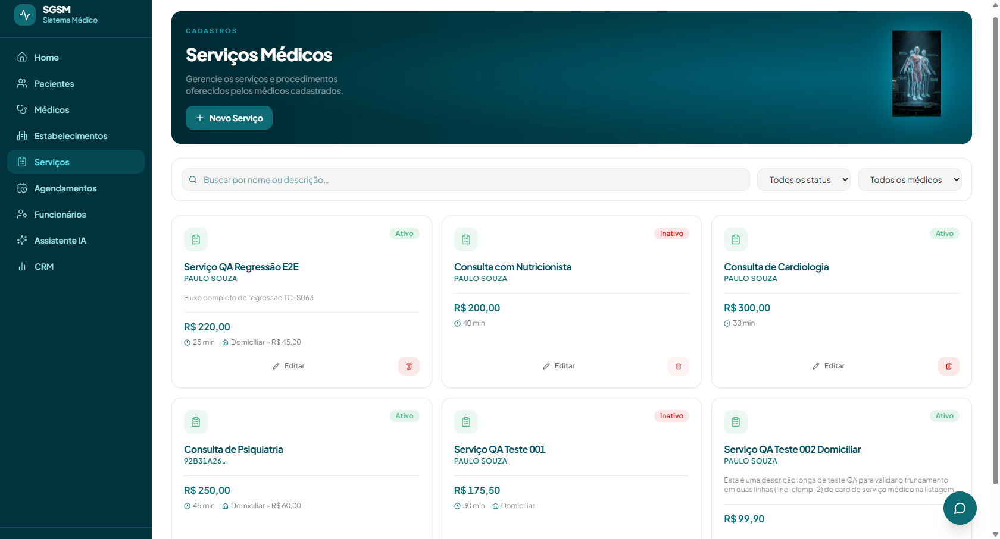 SGSM
Sistema Médico
Home
Pacientes
Médicos
Estabelecimentos
Serviços
Agendamentos
Funcionários
Assistente IA
CRM
CADASTROS
Serviços Médicos
Gerencie os serviços e procedimentos
oferecidos pelos médicos cadastrados.
Novo Serviço
Buscar por nome ou descrição...
Todos os status
Todos os médicos
Ativo
Serviço QA Regressão E2E
PAULO SOUZA
Fluxo completo de regressão TC-S063
R$ 220,00
25 min Domiciliar + R$ 45,00
Editar
Inativo
Consulta com Nutricionista
PAULO SOUZA
R$ 200,00
40 min
Editar
Ativo
Consulta de Cardiologia
PAULO SOUZA
R$ 300,00
30 min
Editar
Ativo
Consulta de Psiquiatria
92B31A26...
R$ 250,00
45 min Domiciliar + R$ 60,00
Inativo
Serviço QA Teste 001
PAULO SOUZA
R$ 175,50
30 min Domiciliar
Ativo
Serviço QA Teste 002 Domiciliar
PAULO SOUZA
Esta é uma descrição longa de teste QA para validar o truncamento
em duas linhas (line-clamp-2) do card de serviço médico na listagem...
R$ 99,90